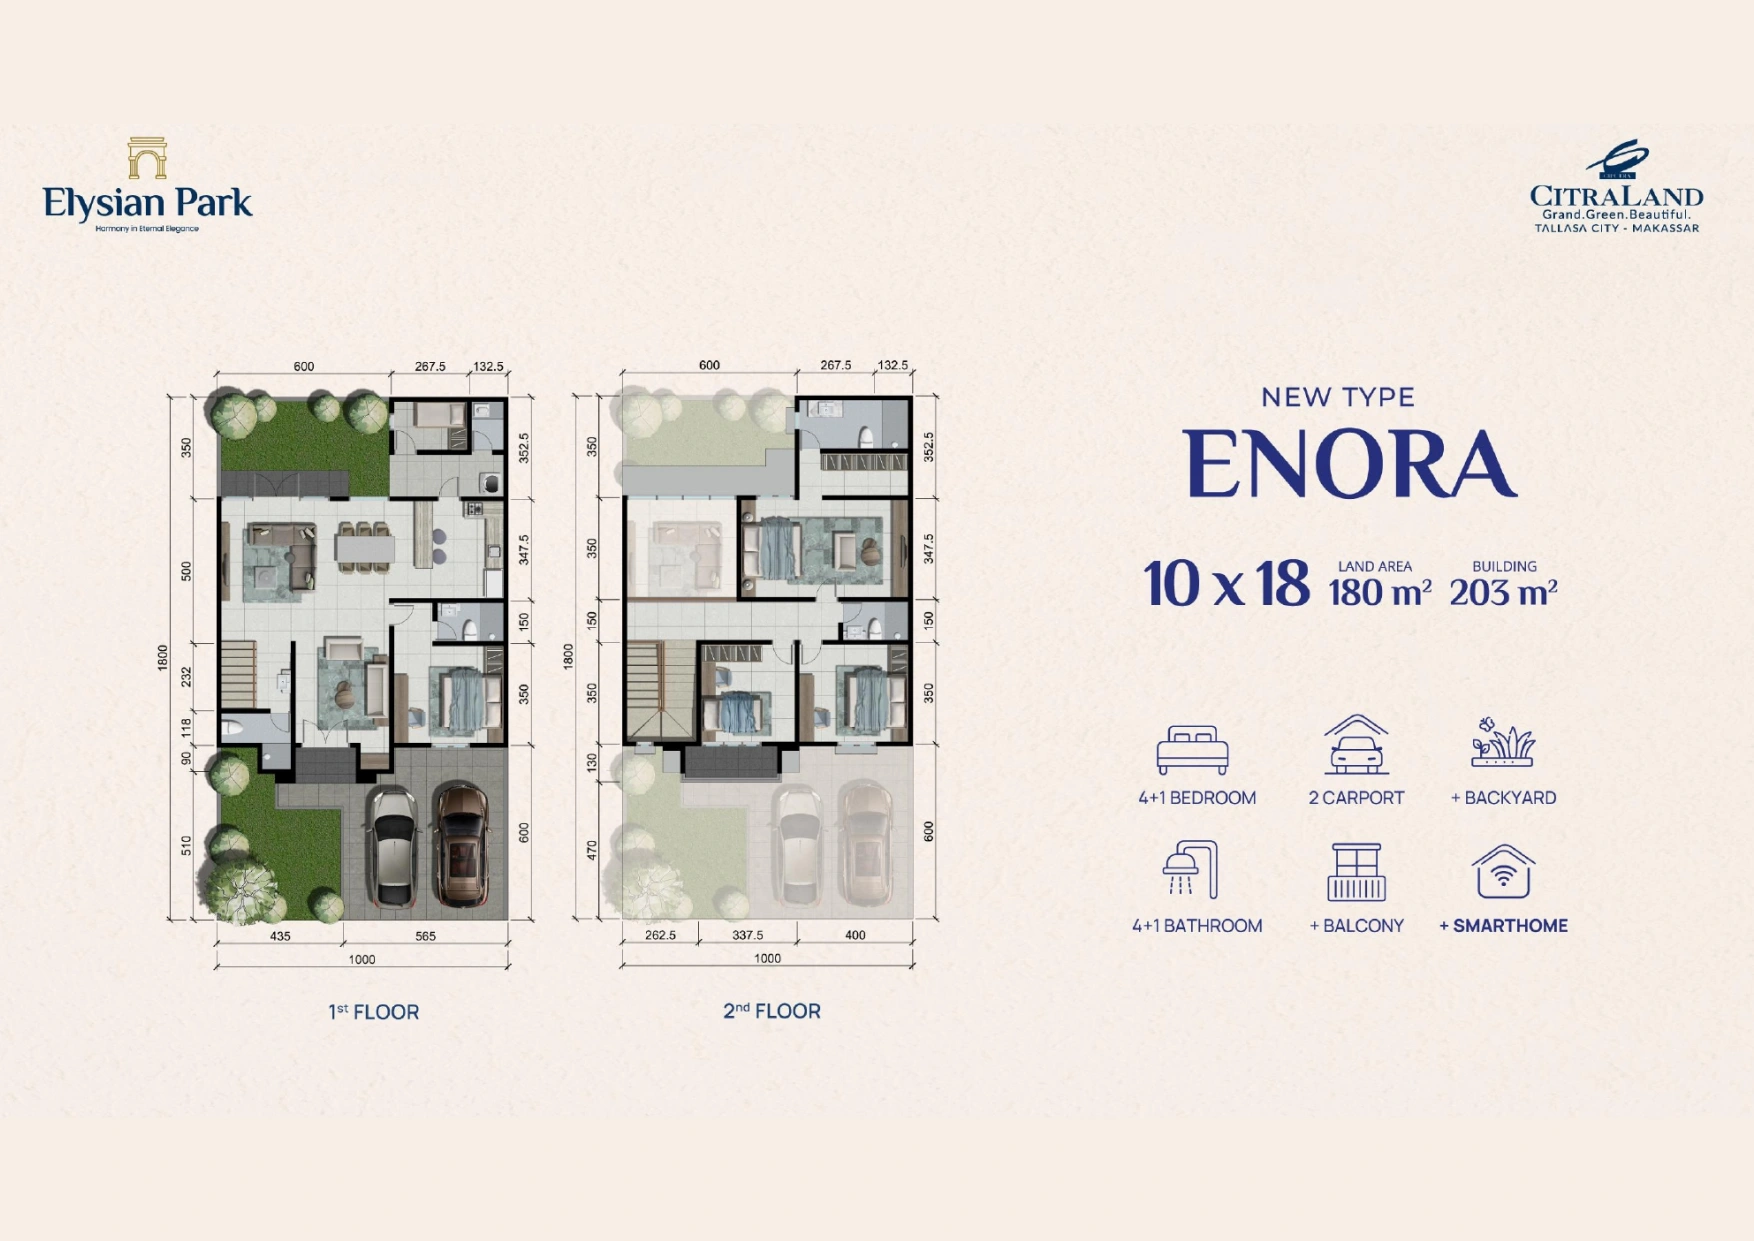 Elysian Park
Harmony in Eternal Elegance
CITRALAND
Grand.Green.Beautiful.
TALLASA CITY - MAKASSAR
600
267.5
132.5
350
500
232
118
90
510
1800
352.5
347.5
150
350
600
435
565
1000
1st FLOOR
600
267.5
132.5
350
350
150
350
130
470
1800
352.5
347.5
150
350
600
262.5
337.5
400
1000
2nd FLOOR
NEW TYPE
ENORA
10 x 18
LAND AREA
180 m²
BUILDING
203 m²
4+1 BEDROOM
2 CARPORT
+ BACKYARD
4+1 BATHROOM
+ BALCONY
+ SMARTHOME